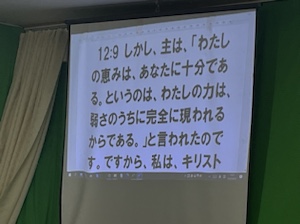 12:9 しかし、主は、「わたし
の恵みは、あなたに十分であ
る。というのは、わたしの力は、
弱さのうちに完全に現われる
からである。」と言われたので
す。ですから、私は、キリスト